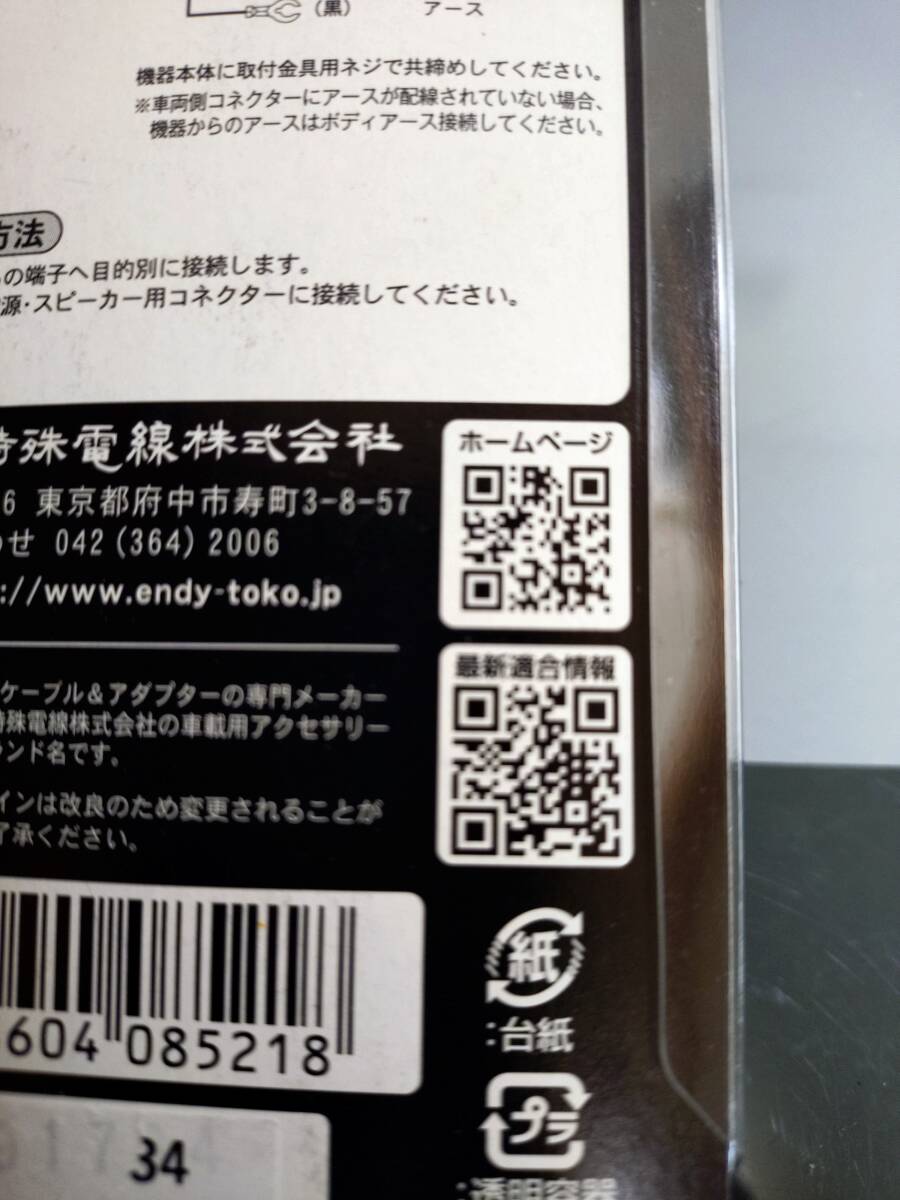 (黒) アース
機器本体に取付金具用ネジで共締めしてください。
※車両側コネクターにアースが配線されていない場合、
機器からのアースはボディアース接続してください。
方法
の端子へ目的別に接続します。
源・スピーカー用コネクターに接続してください。
特殊電線株式会社
ホームページ
6 東京都府中市寿町3-8-57
わせ 042(364)2006
://www.endy-toko.jp
最新適合情報
ケーブル&アダプターの専門メーカー
特殊電線株式会社の車載用アクセサリー
ランド名です。
インは改良のため変更されることが
了承ください。
604 085218
紙
:台紙
プラ
:透明容器
34